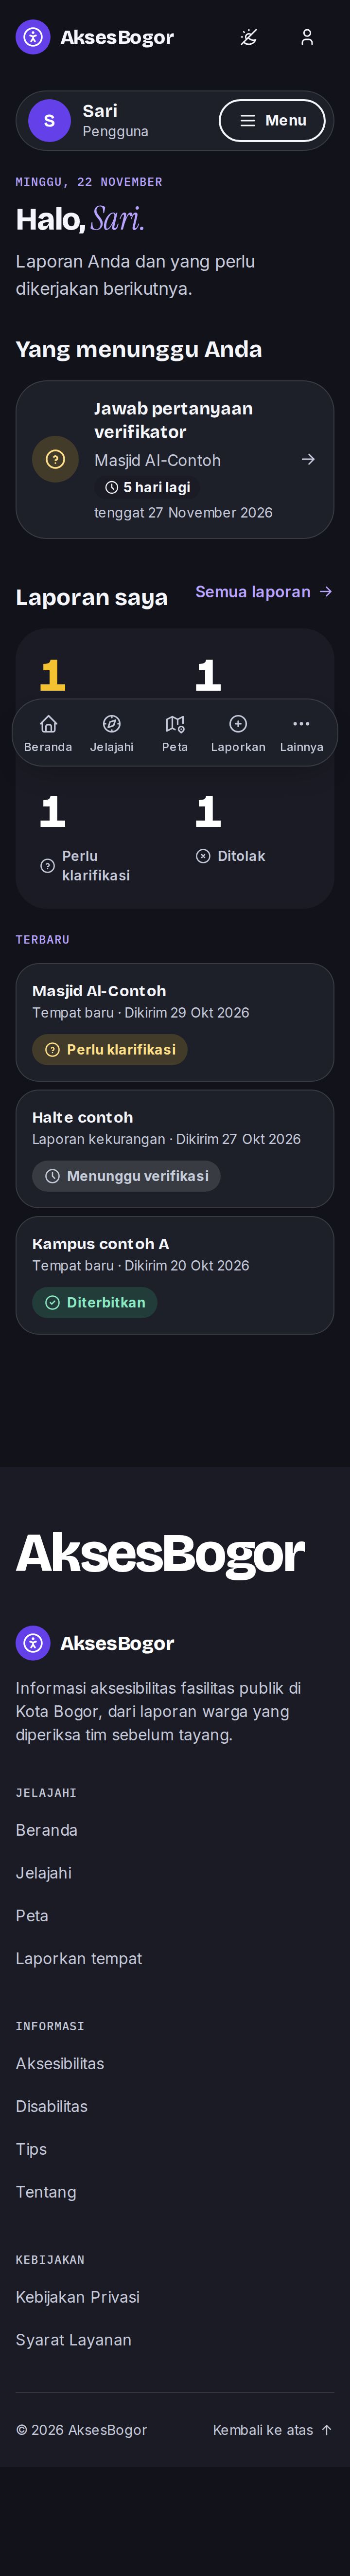 AksesBogor
S
Sari
Pengguna
Menu
MINGGU, 22 NOVEMBER
Halo, Sari.
Laporan Anda dan yang perlu
dikerjakan berikutnya.
Yang menunggu Anda
Jawab pertanyaan
verifikator
Masjid Al-Contoh
5 hari lagi
tenggat 27 November 2026
Laporan saya
Semua laporan
1
1
Beranda
Jelajahi
Peta
Laporkan
Lainnya
1
1
Perlu
klarifikasi
Ditolak
TERBARU
Masjid Al-Contoh
Tempat baru · Dikirim 29 Okt 2026
Perlu klarifikasi
Halte contoh
Laporan kekurangan · Dikirim 27 Okt 2026
Menunggu verifikasi
Kampus contoh A
Tempat baru · Dikirim 20 Okt 2026
Diterbitkan
AksesBogor
AksesBogor
Informasi aksesibilitas fasilitas publik di
Kota Bogor, dari laporan warga yang
diperiksa tim sebelum tayang.
JELAJAHI
Beranda
Jelajahi
Peta
Laporkan tempat
INFORMASI
Aksesibilitas
Disabilitas
Tips
Tentang
KEBIJAKAN
Kebijakan Privasi
Syarat Layanan
© 2026 AksesBogor
Kembali ke atas